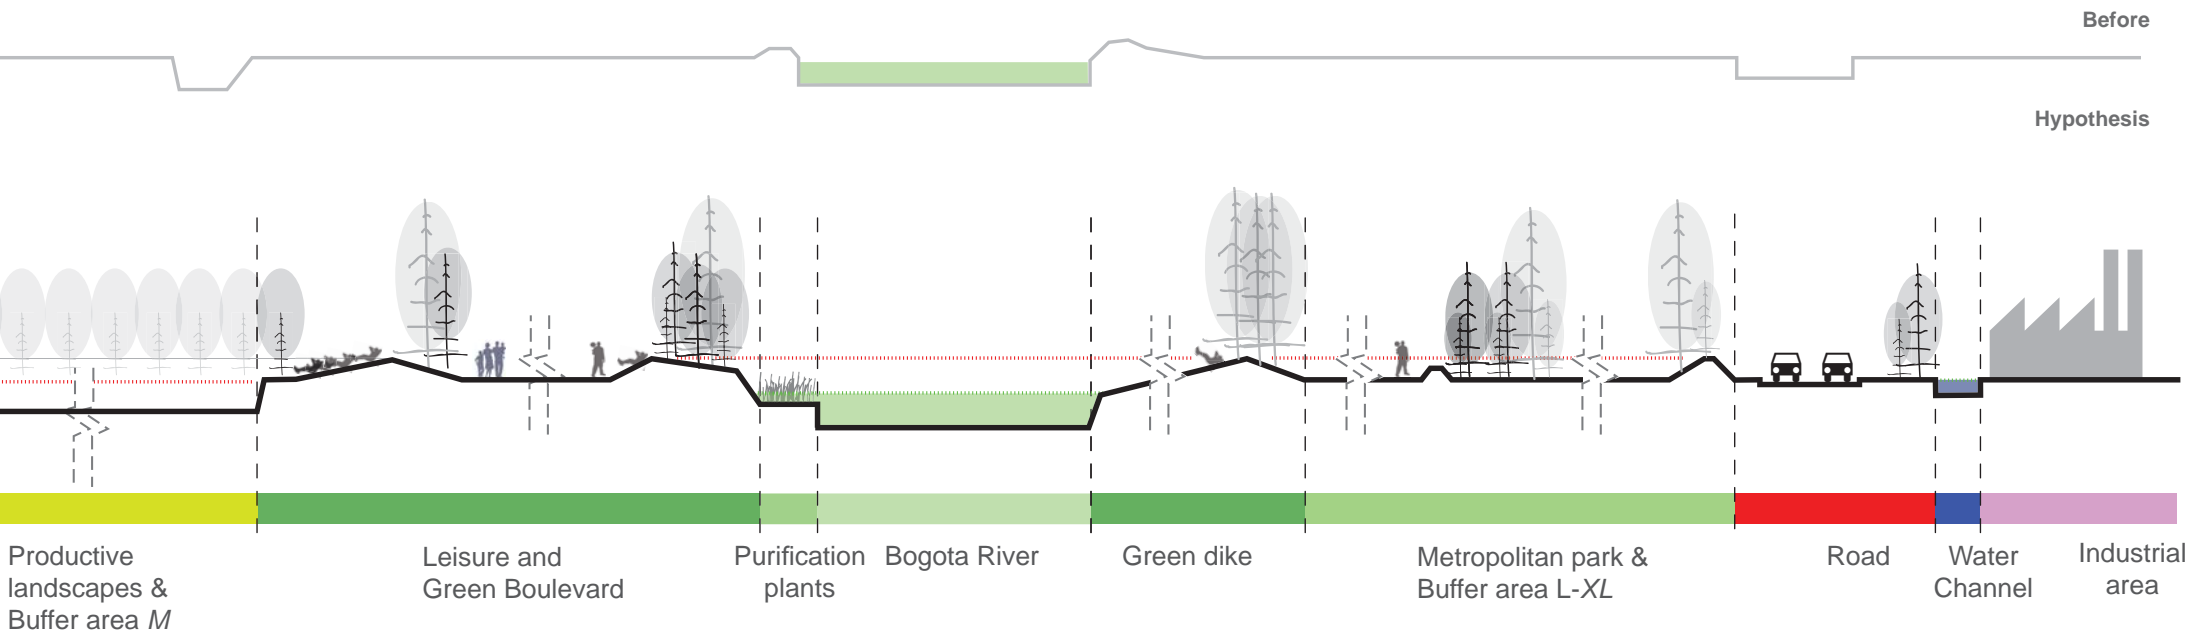 Before
Hypothesis
Productive
landscapes &
Buffer area M
Leisure and
Green Boulevard
Purification
plants
Bogota River
Green dike
Metropolitan park &
Buffer area L-XL
Road
Water
Channel
Industrial
area